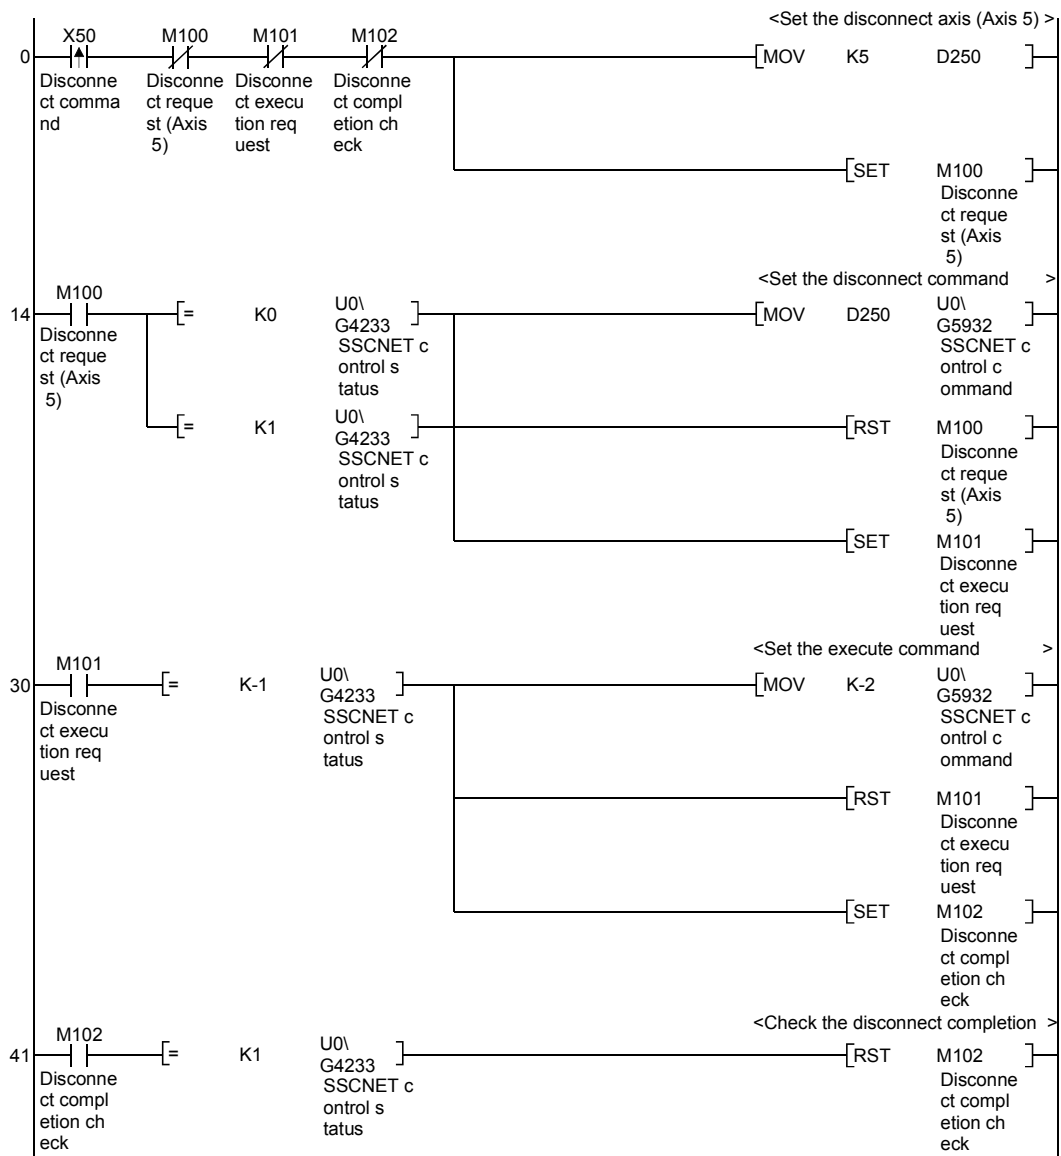 <Set the disconnect axis (Axis 5) >
X50 M100 M101 M102
0 [MOV K5 D250 ]
Disconne Disconne Disconne Disconne
ct comma ct reque ct execu ct compl
nd st (Axis tion req etion ch
5) uest eck
[SET M100 ]
Disconne
ct reque
st (Axis
5)
<Set the disconnect command >
M100
14 [= K0 U0\ ] [MOV D250 U0\ ]
G4233 G5932
Disconne SSCNET c SSCNET c
ct reque ontrol s ontrol c
st (Axis tatus ommand
5)
[= K1 U0\ ] [RST M100 ]
G4233 Disconne
SSCNET c ct reque
ontrol s st (Axis
tatus 5)
[SET M101 ]
Disconne
ct execu
tion req
uest
<Set the execute command >
M101
30 [= K-1 U0\ ] [MOV K-2 U0\ ]
G4233 G5932
Disconne SSCNET c SSCNET c
ct execu ontrol s ontrol c
tion req tatus ommand
uest
[RST M101 ]
Disconne
ct execu
tion req
uest
[SET M102 ]
Disconne
ct compl
etion ch
eck
<Check the disconnect completion >
M102
41 [= K1 U0\ ] [RST M102 ]
G4233
Disconne SSCNET c Disconne
ct compl ontrol s ct compl
etion ch tatus etion ch
eck eck